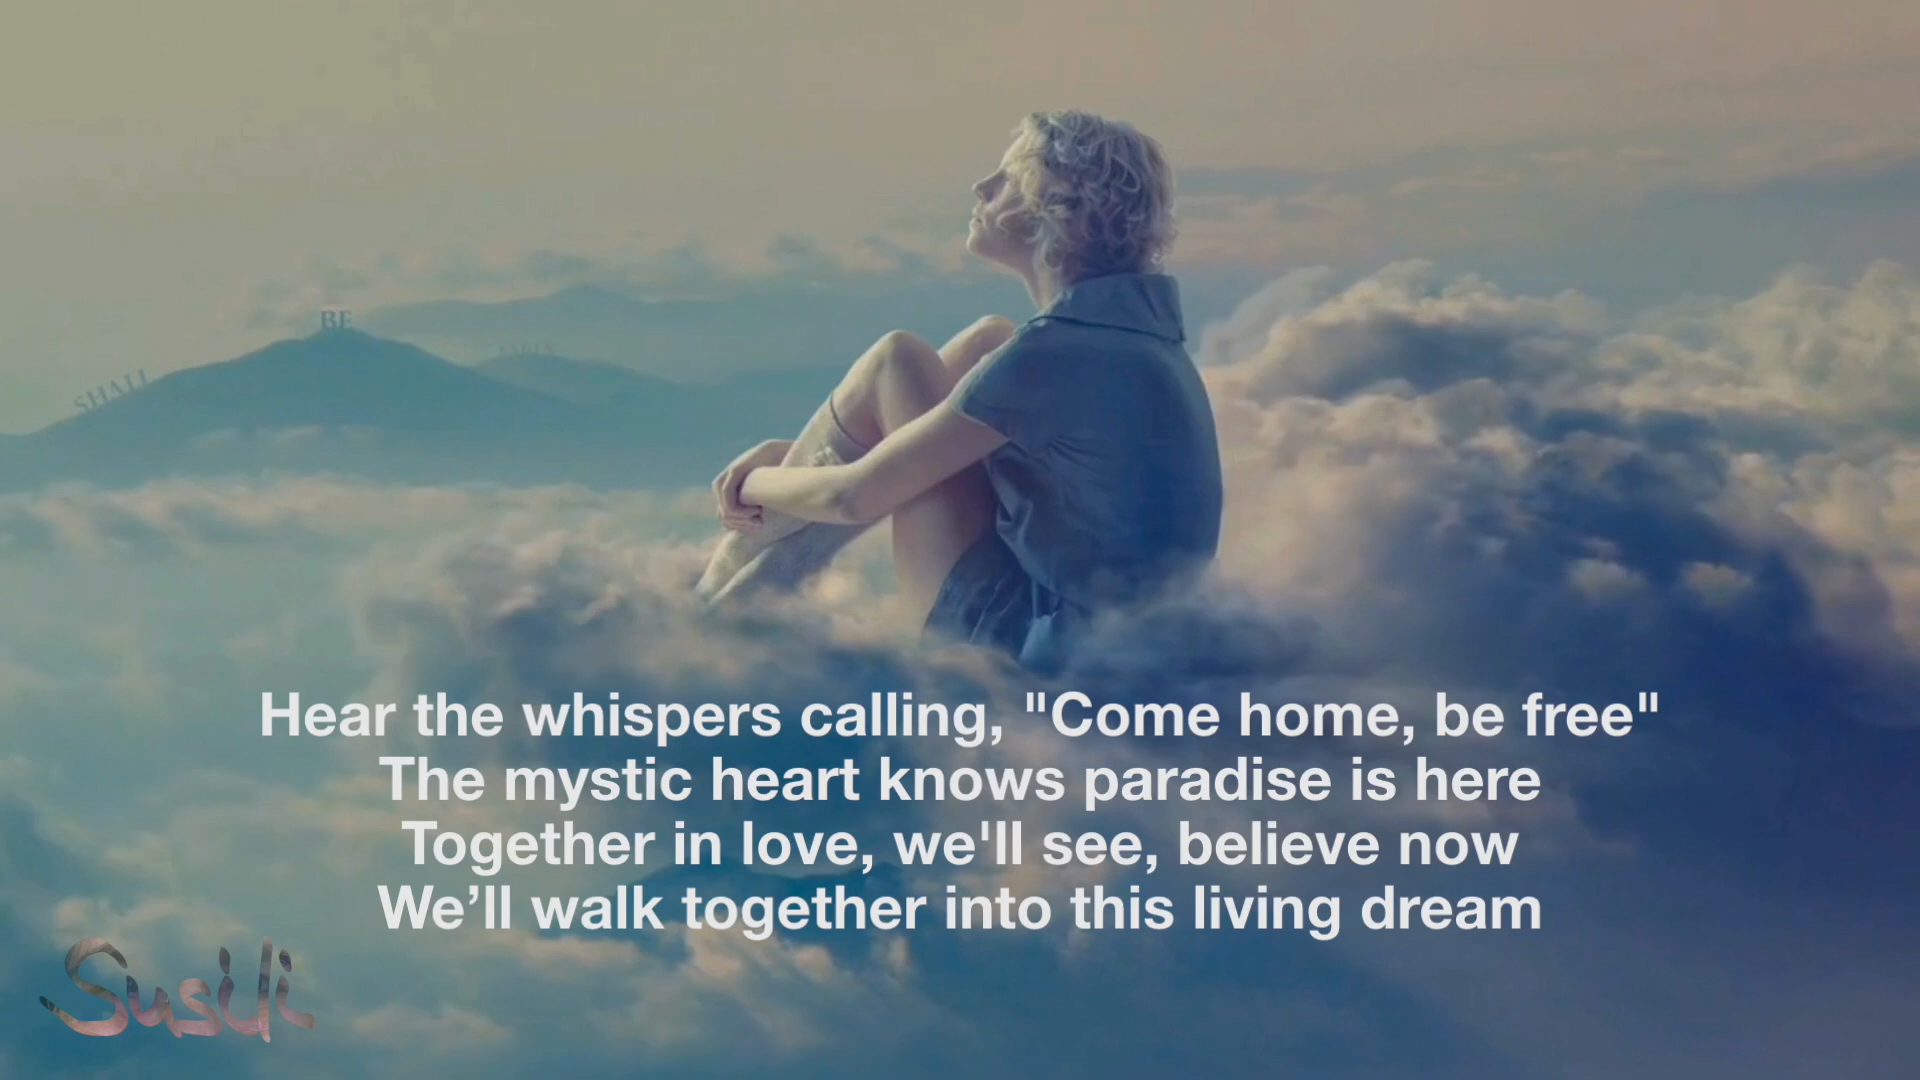 SHALL
BE
Hear the whispers calling, "Come home, be free"
The mystic heart knows paradise is here
Together in love, we'll see, believe now
We’ll walk together into this living dream
Susili